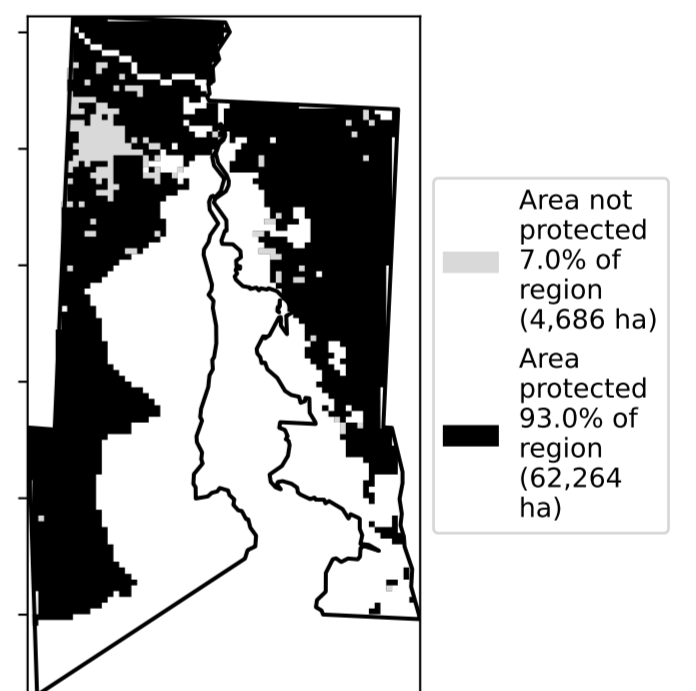 Area not
protected
7.0% of
region
(4,686 ha)
Area
protected
93.0% of
region
(62,264
ha)